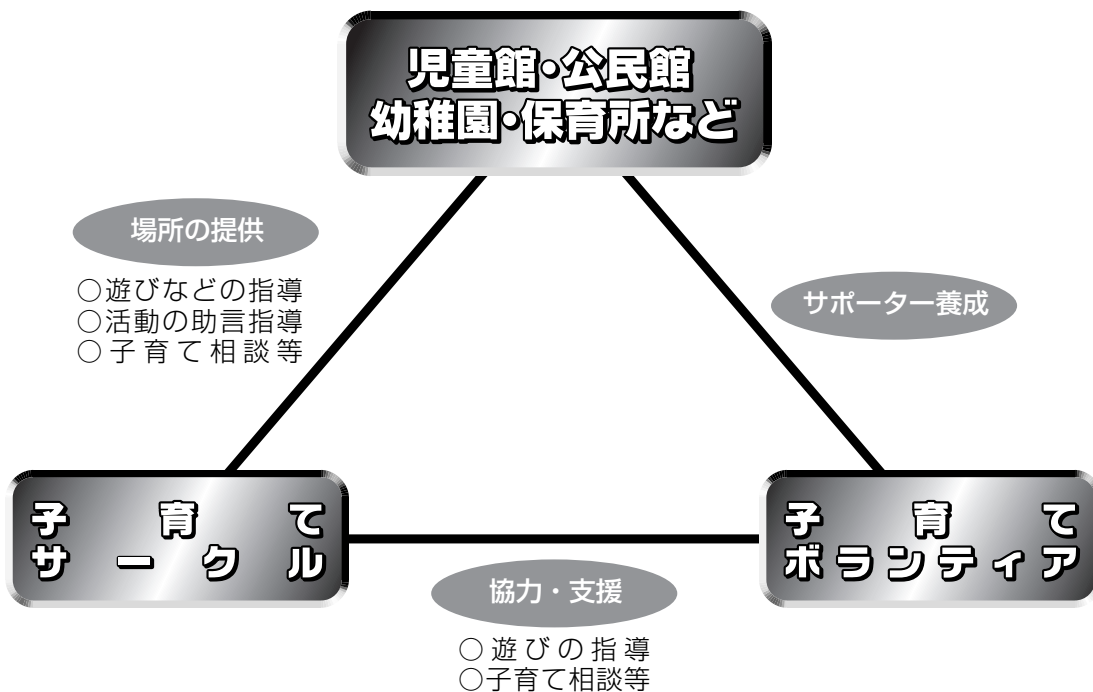 児童館・公民館
幼稚園・保育所など
場所の提供
○遊びなどの指導
○活動の助言指導
○子育て相談等
サポーター養成
子育て
サークル
子育て
ボランティア
協力・支援
○遊びの指導
○子育て相談等